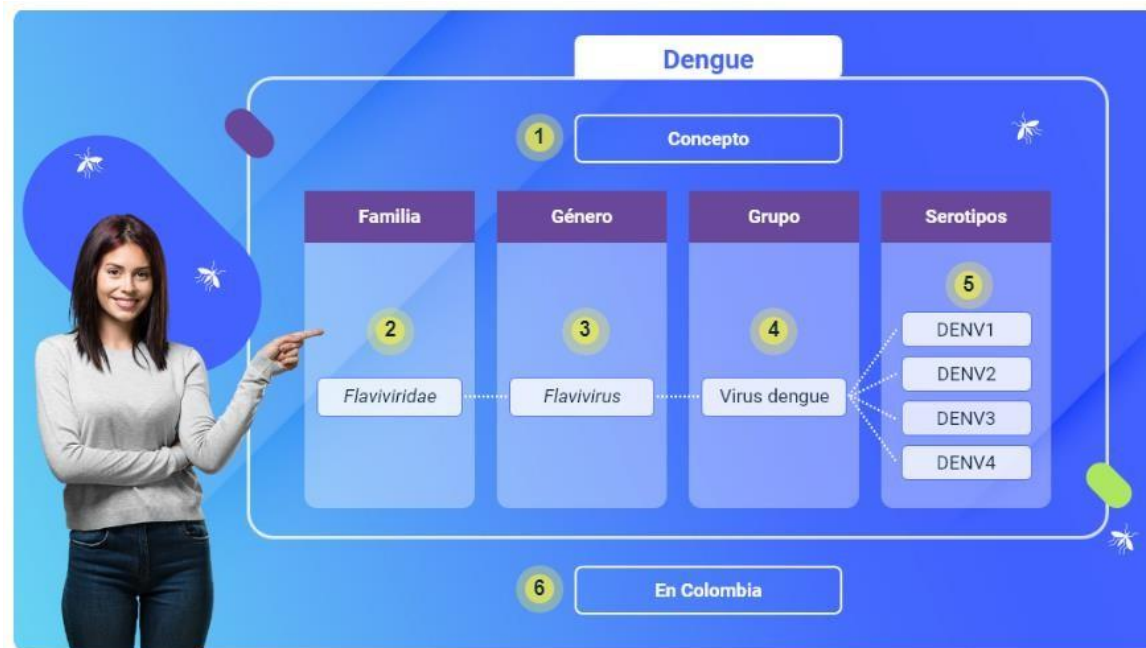 Dengue
1
Concepto
Familia
Género
Grupo
Serotipos
2
3
4
5
Flaviviridae
Flavivirus
Virus dengue
DENV1
DENV2
DENV3
DENV4
6
En Colombia